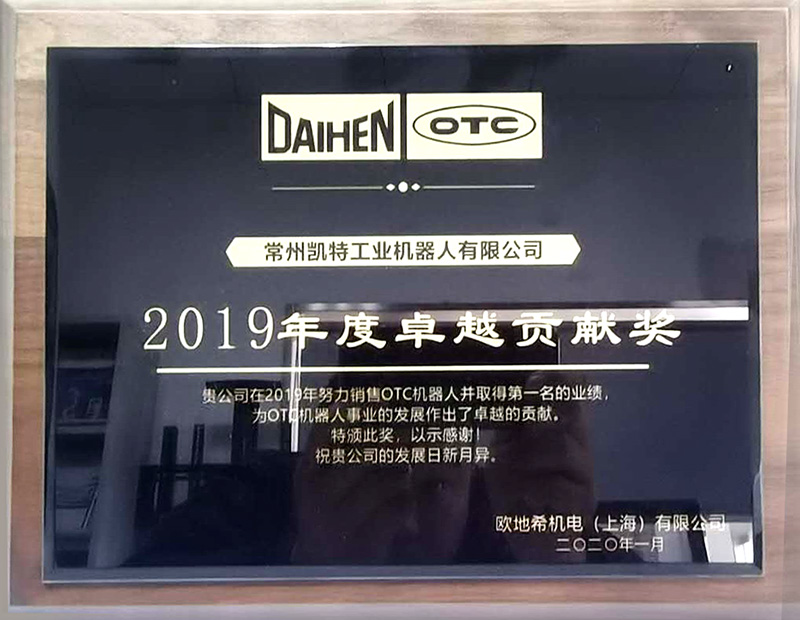 DAIHEN OTC
常州凯特工业机器人有限公司
2019年度卓越贡献奖
贵公司在2019年努力销售OTC机器人并取得第一名的业绩，
为OTC机器人事业的发展作出了卓越的贡献。
特颁此奖，以示感谢！
祝贵公司的发展日新月异。
欧地希机电（上海）有限公司
二〇二〇年一月